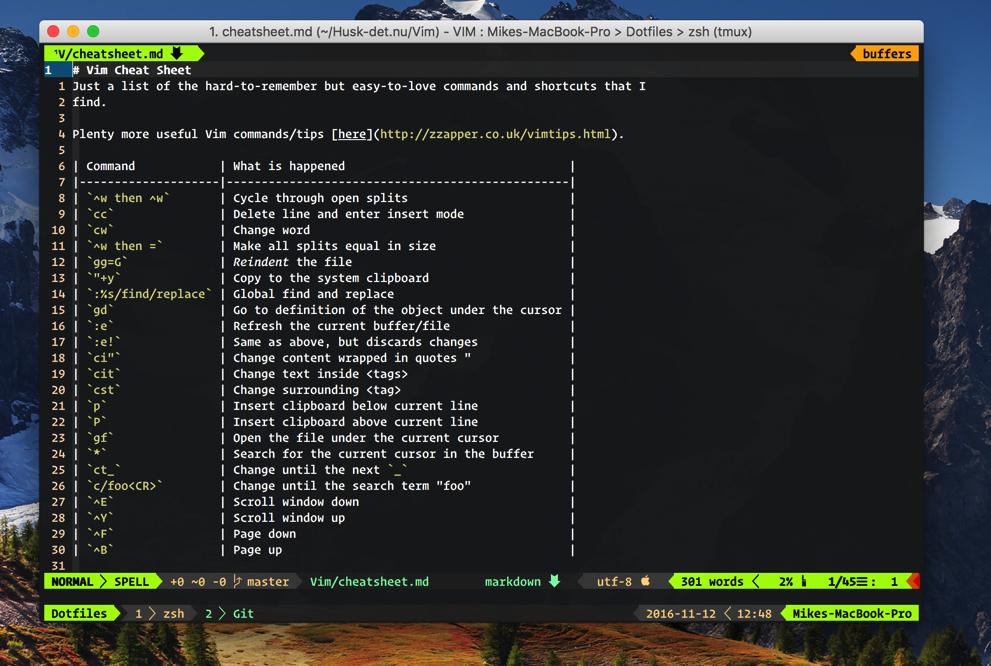 1. cheatsheet.md (~/Husk-det.nu/Vim) - VIM : Mikes-MacBook-Pro > Dotfiles > zsh (tmux)
V/cheatsheet.md buffers
1 # Vim Cheat Sheet
1 Just a list of the hard-to-remember but easy-to-love commands and shortcuts that I
2 find.
3
4 Plenty more useful Vim commands/tips [here](http://zzapper.co.uk/vimtips.html).
5
6 | Command | What is happened |
7 |--------------------|-------------------------------------------------|
8 | `^w then ^w` | Cycle through open splits |
9 | `cc` | Delete line and enter insert mode |
10 | `cw` | Change word |
11 | `^w then =` | Make all splits equal in size |
12 | `gg=G` | Reindent the file |
13 | `"+y` | Copy to the system clipboard |
14 | `:%s/find/replace` | Global find and replace |
15 | `gd` | Go to definition of the object under the cursor |
16 | `:e` | Refresh the current buffer/file |
17 | `:e!` | Same as above, but discards changes |
18 | `ci"` | Change content wrapped in quotes " |
19 | `cit` | Change text inside <tags> |
20 | `cst` | Change surrounding <tag> |
21 | `p` | Insert clipboard below current line |
22 | `P` | Insert clipboard above current line |
23 | `gf` | Open the file under the current cursor |
24 | `*` | Search for the current cursor in the buffer |
25 | `ct_` | Change until the next `_` |
26 | `c/foo<CR>` | Change until the search term "foo" |
27 | `^E` | Scroll window down |
28 | `^Y` | Scroll window up |
29 | `^F` | Page down |
30 | `^B` | Page up |
31
NORMAL SPELL +0 ~0 -0 master Vim/cheatsheet.md markdown utf-8 301 words 2% 1/45☰: 1
Dotfiles 1 zsh 2 Git 2016-11-12 12:48 Mikes-MacBook-Pro